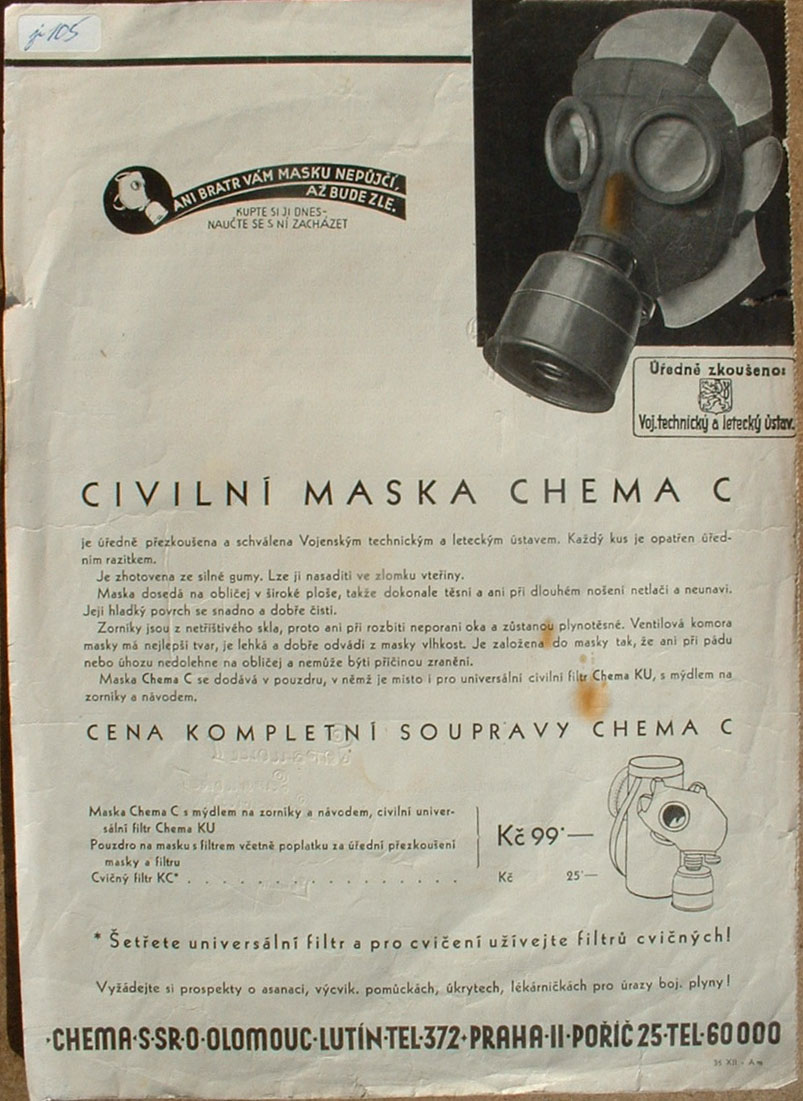 j 105
ANI BRATR VÁM MASKU NEPŮJČÍ,
AŽ BUDE ZLE.
KUPTE SI JI DNES-
NAUČTE SE S NÍ ZACHÁZET
Úředně zkoušeno:
Voj. technický a letecký ústav.
CIVILNÍ MASKA CHEMA C
je úředně přezkoušena a schválena Vojenským technickým a leteckým ústavem. Každý kus je opatřen úřed-
ním razítkem.
Je zhotovena ze silné gumy. Lze ji nasaditi ve zlomku vteřiny.
Maska dosedá na obličej v široké ploše, takže dokonale těsní a ani při dlouhém nošení netlačí a neunaví.
Její hladký povrch se snadno a dobře čistí.
Zorníky jsou z netříštivého skla, proto ani při rozbití neporaní oka a zůstanou plynotěsné. Ventilová komora
masky má nejlepší tvar, je lehká a dobře odvádí z masky vlhkost. Je založena do masky tak, že ani při pádu
nebo úhozu nedolehne na obličej a nemůže býti příčinou zranění.
Maska Chema C se dodává v pouzdru, v němž je místo i pro universální civilní filtr Chema KU, s mýdlem na
zorníky a návodem.
CENA KOMPLETNÍ SOUPRAVY CHEMA C
Maska Chema C s mýdlem na zorníky a návodem, civilní univer-
sální filtr Chema KU
Pouzdro na masku s filtrem včetně poplatku za úřední přezkoušení
masky a filtru
Kč 99·—
Cvičný filtr KC* . . . . . . . . . . . . . . . Kč 25·—
* Šetřete universální filtr a pro cvičení užívejte filtrů cvičných!
Vyžádejte si prospekty o asanaci, výcvik. pomůckách, úkrytech, lékárničkách pro úrazy boj. plyny!
·CHEMA·S·SR·O·OLOMOUC·LUTÍN·TEL·372·PRAHA·II·POŘÍČ 25·TEL·60000